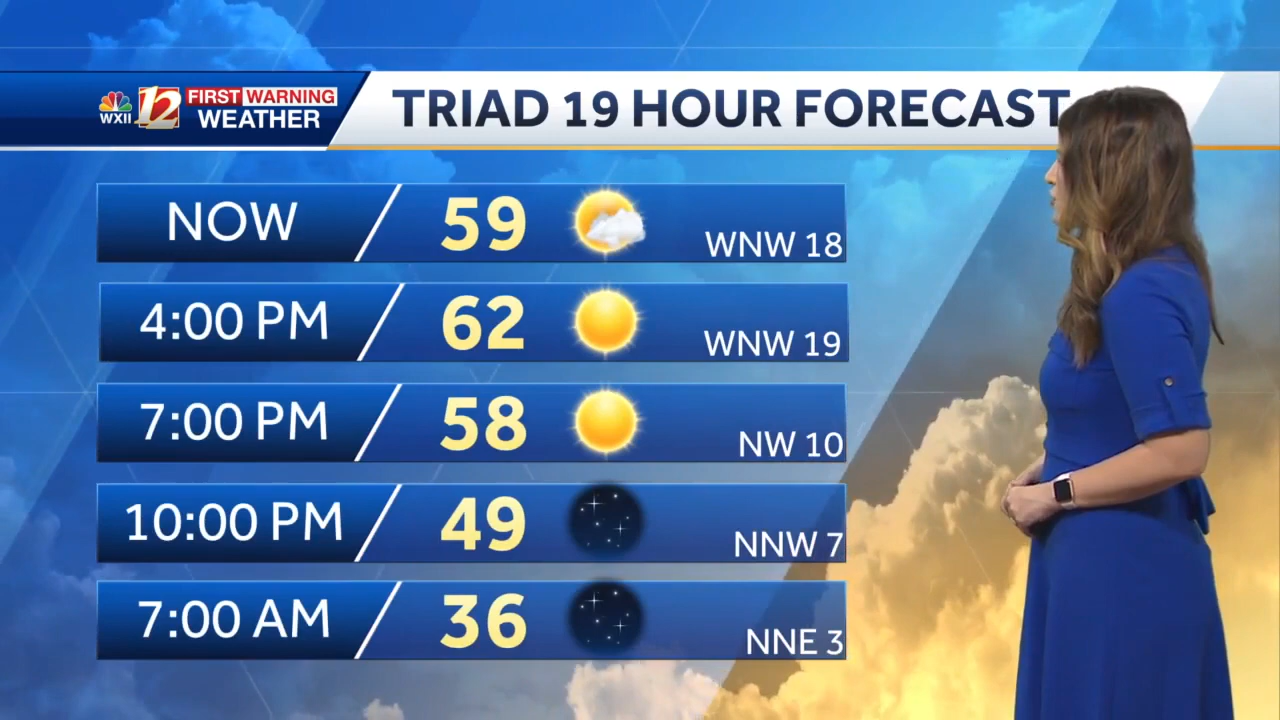 WXII 12 FIRST WARNING
WEATHER
TRIAD 19 HOUR FORECAST
NOW 59 WNW 18
4:00 PM 62 WNW 19
7:00 PM 58 NW 10
10:00 PM 49 NNW 7
7:00 AM 36 NNE 3